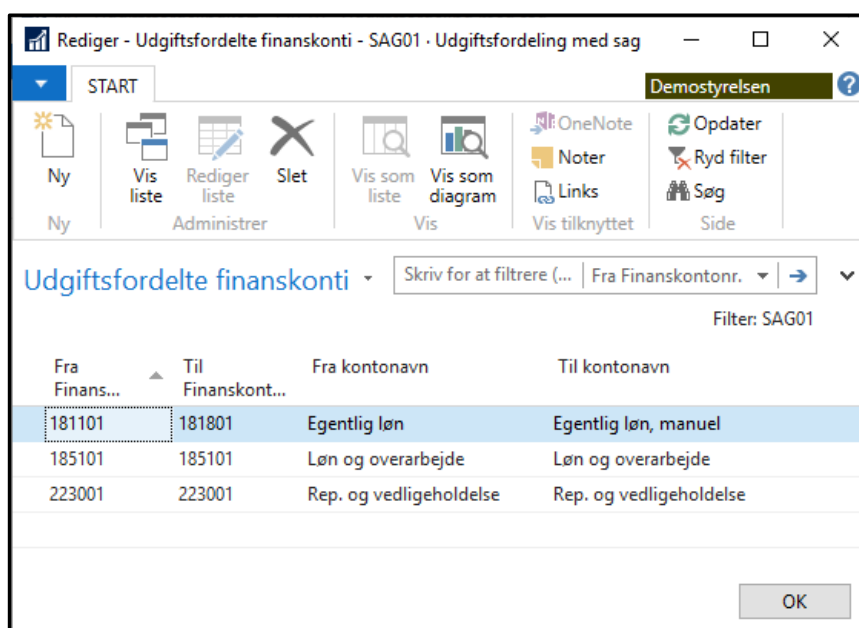 Rediger - Udgiftsfordelte finanskonti - SAG01 · Udgiftsfordeling med sag
START
Demostyrelsen
Ny
Vis liste
Rediger liste
Slet
Vis som liste
Vis som diagram
OneNote
Noter
Links
Opdater
Ryd filter
Søg
Ny
Administrer
Vis
Vis tilknyttet
Side
Udgiftsfordelte finanskonti
Skriv for at filtrere (... Fra Finanskontonr.
Filter: SAG01
Fra Finans... Til Finanskont... Fra kontonavn Til kontonavn
181101 181801 Egentlig løn Egentlig løn, manuel
185101 185101 Løn og overarbejde Løn og overarbejde
223001 223001 Rep. og vedligeholdelse Rep. og vedligeholdelse
OK